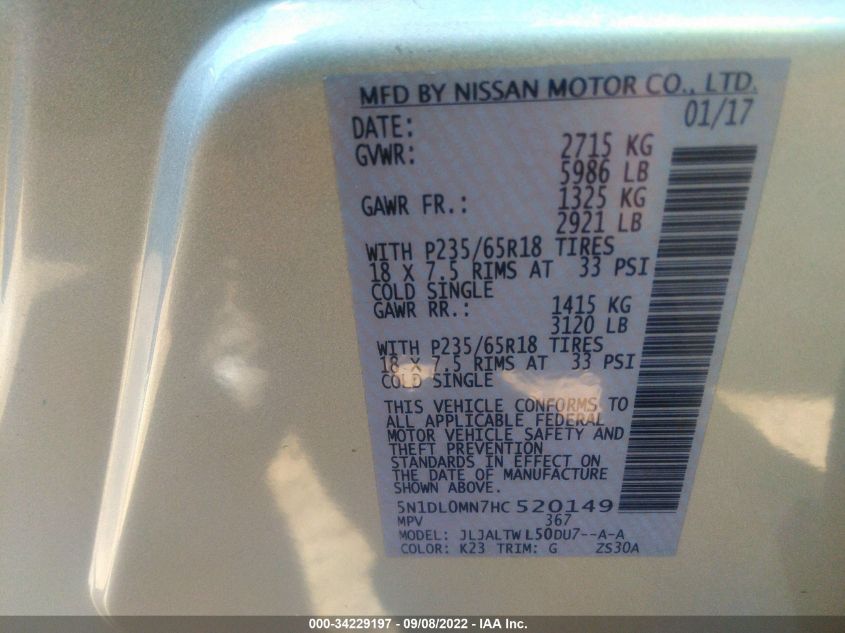 MFD BY NISSAN MOTOR CO., LTD.
DATE: 01/17
GVWR: 2715 KG
5986 LB
GAWR FR.: 1325 KG
2921 LB
WITH P235/65R18 TIRES
18 X 7.5 RIMS AT 33 PSI
COLD SINGLE
GAWR RR.: 1415 KG
3120 LB
WITH P235/65R18 TIRES
18 X 7.5 RIMS AT 33 PSI
COLD SINGLE
THIS VEHICLE CONFORMS TO
ALL APPLICABLE FEDERAL
MOTOR VEHICLE SAFETY AND
THEFT PREVENTION
STANDARDS IN EFFECT ON
THE DATE OF MANUFACTURE
SHOWN ABOVE.
5N1DL0MN7HC520149
MPV 367
MODEL: JLJALTWL50DU7--A-A
COLOR: K23 TRIM: G ZS30A
000-34229197 - 09/08/2022 - IAA Inc.